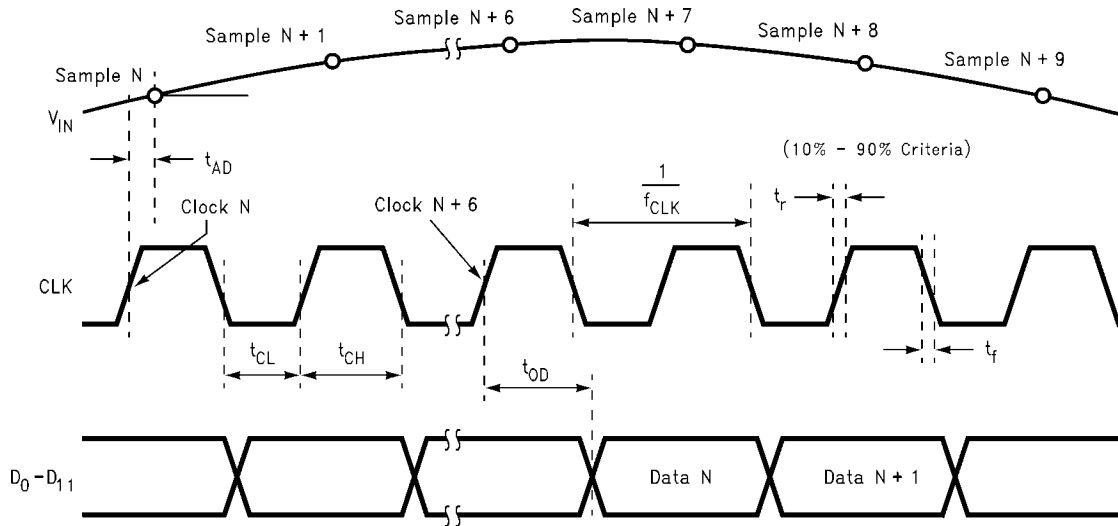 Sample N
Sample N + 1
Sample N + 6
Sample N + 7
Sample N + 8
Sample N + 9
V_IN
t_AD
(10% - 90% Criteria)
Clock N
Clock N + 6
1
f_CLK
t_r
CLK
t_CL
t_CH
t_OD
t_f
D_0 - D_11
Data N
Data N + 1